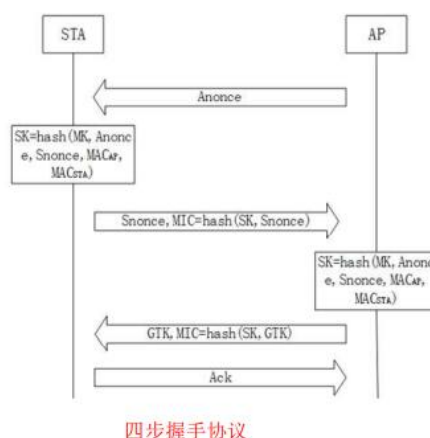 STA
AP
Anonce
SK=hash(MK,Anonc
e,Snonce,MACAP,
MACSTA)
Snonce,MIC=hash(SK,Snonce)
SK=hash(MK,Anonc
e,Snonce,MACAP,
MACSTA)
GTK,MIC=hash(SK,GTK)
Ack
四步握手协议